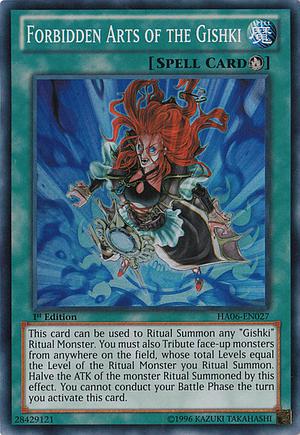 FORBIDDEN ARTS OF THE GISHKI
[SPELL CARD]
1st Edition
HA06-EN027
This card can be used to Ritual Summon any "Gishki"
Ritual Monster. You must also Tribute face-up monsters
from anywhere on the field, whose total Levels equal
the Level of the Ritual Monster you Ritual Summon.
Halve the ATK of the monster Ritual Summoned by this
effect. You cannot conduct your Battle Phase the turn
you activate this card.
28429121
©1996 KAZUKI TAKAHASHI